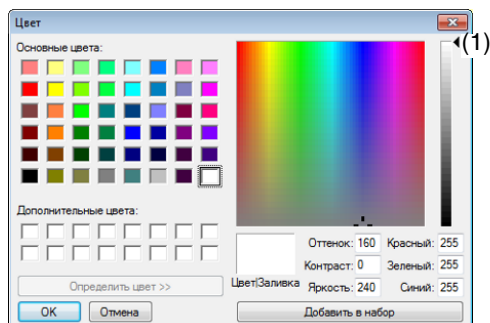 Цвет
(1)
Основные цвета:
Дополнительные цвета:
Определить цвет >>
OK
Отмена
Цвет|Заливка
Оттенок: 160
Красный: 255
Контраст: 0
Зеленый: 255
Яркость: 240
Синий: 255
Добавить в набор